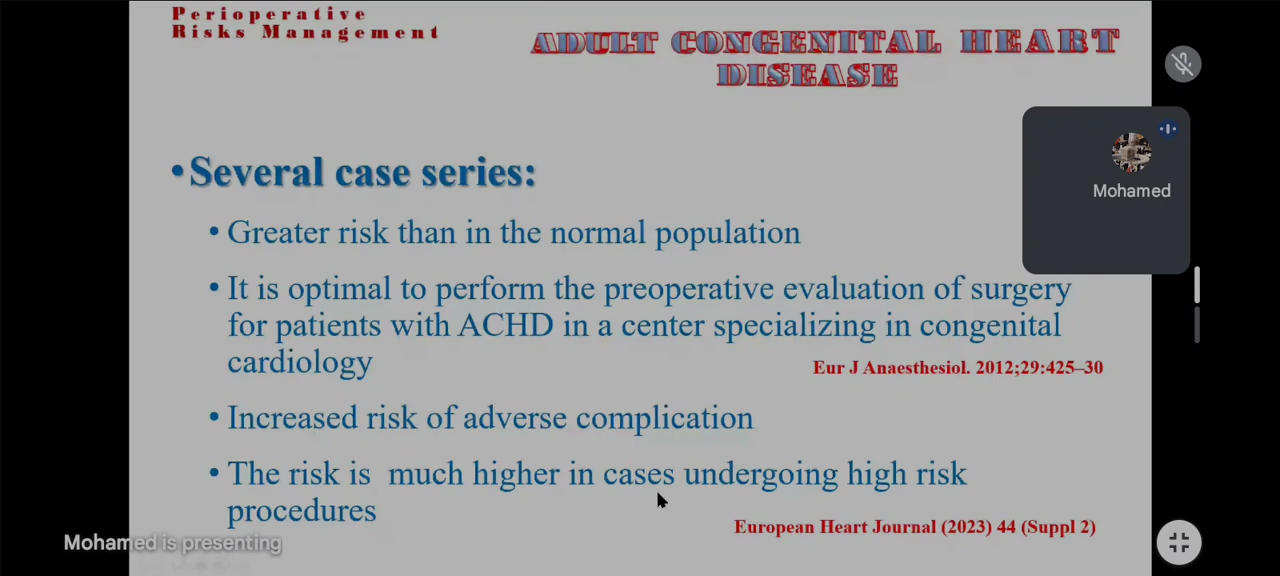 Perioperative
Risks Management
ADULT CONGENITAL HEART
DISEASE
Mohamed
• Several case series:
• Greater risk than in the normal population
• It is optimal to perform the preoperative evaluation of surgery
for patients with ACHD in a center specializing in congenital
cardiology
Eur J Anaesthesiol. 2012;29:425–30
• Increased risk of adverse complication
• The risk is much higher in cases undergoing high risk
procedures
European Heart Journal (2023) 44 (Suppl 2)
Mohamed is presenting